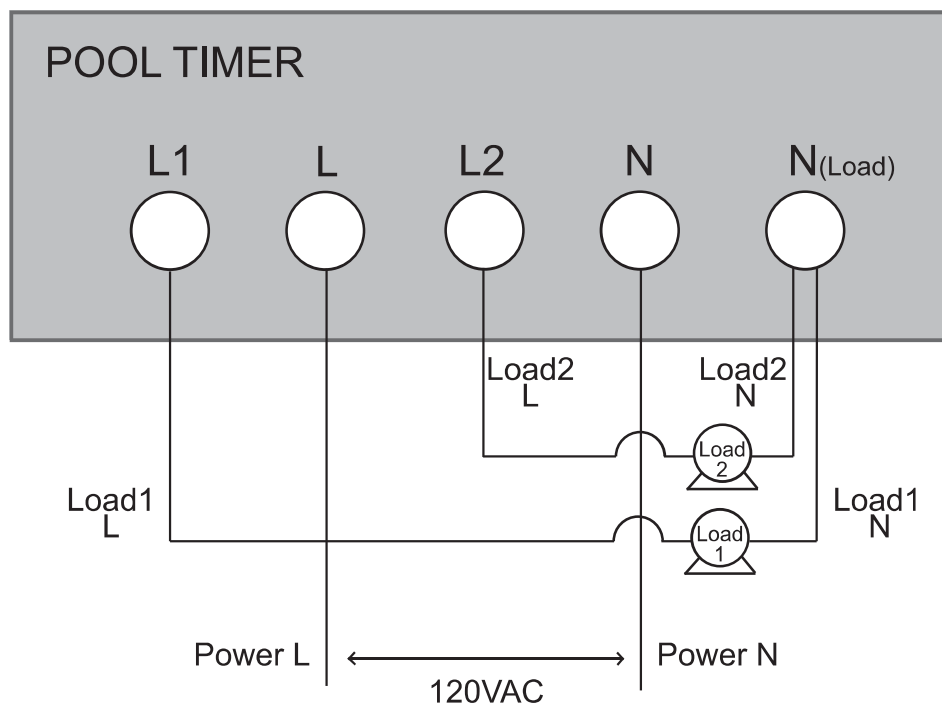 POOL TIMER
L1 L L2 N N(Load)
Load2
L
Load2
N
Load
2
Load1
L
Load1
N
Load
1
Power L
Power N
120VAC